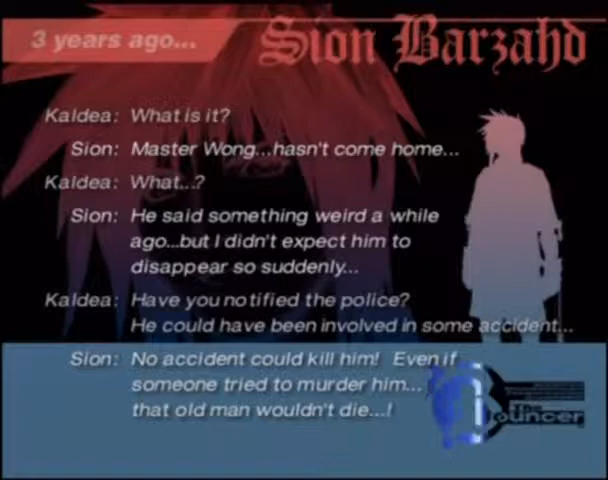 3 years ago...
Sion Barzahd
Kaldea: What is it?
Sion: Master Wong...hasn't come home...
Kaldea: What...?
Sion: He said something weird a while
ago...but I didn't expect him to
disappear so suddenly...
Kaldea: Have you notified the police?
He could have been involved in some accident...
Sion: No accident could kill him!  Even if
someone tried to murder him...
that old man wouldn't die...!
The
Bouncer